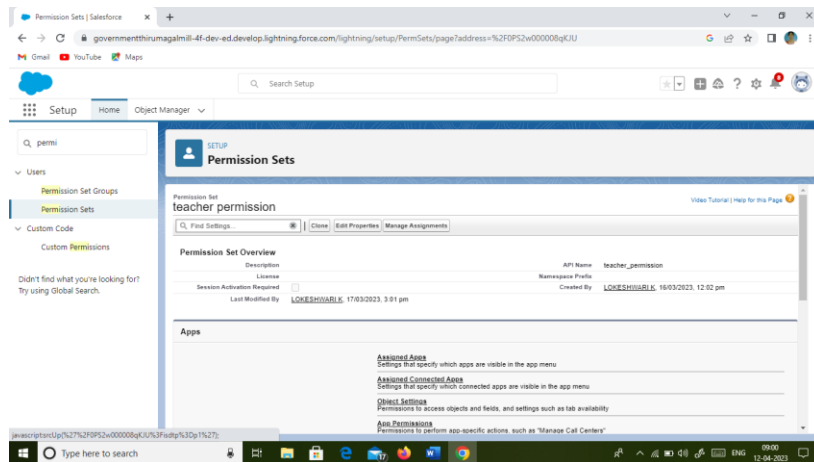 Permission Sets | Salesforce
governmentthirumagalmill-4f-dev-ed.develop.lightning.force.com/lightning/setup/PermSets/page?address=%2F0PS2w000008qKJU
Gmail YouTube Maps
Search Setup
Setup Home Object Manager
permi
Users
Permission Set Groups
Permission Sets
Custom Code
Custom Permissions
Didn't find what you're looking for?
Try using Global Search.
SETUP
Permission Sets
Permission Set
teacher permission
Video Tutorial | Help for this Page
Find Settings... Clone Edit Properties Manage Assignments
Permission Set Overview
Description API Name teacher_permission
License Namespace Prefix
Session Activation Required Created By LOKESHWARI K, 16/03/2023, 12:02 pm
Last Modified By LOKESHWARI K, 17/03/2023, 3:01 pm
Apps
Assigned Apps
Settings that specify which apps are visible in the app menu
Assigned Connected Apps
Settings that specify which connected apps are visible in the app menu
Object Settings
Permissions to access objects and fields, and settings such as tab availability
App Permissions
Permissions to perform app-specific actions, such as "Manage Call Centers"
javascript:srcUp(%27%2F0PS2w000008qKJU%3Fisdtp%3Dp1%27);
Type here to search
17
ENG
09:00
12-04-2023